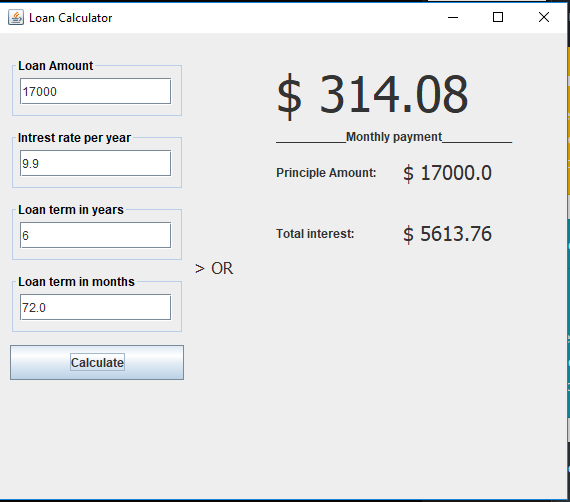 Loan Calculator
Loan Amount
17000
Intrest rate per year
9.9
Loan term in years
6
> OR
Loan term in months
72.0
Calculate
$ 314.08
__________Monthly payment__________
Principle Amount: $ 17000.0
Total interest: $ 5613.76